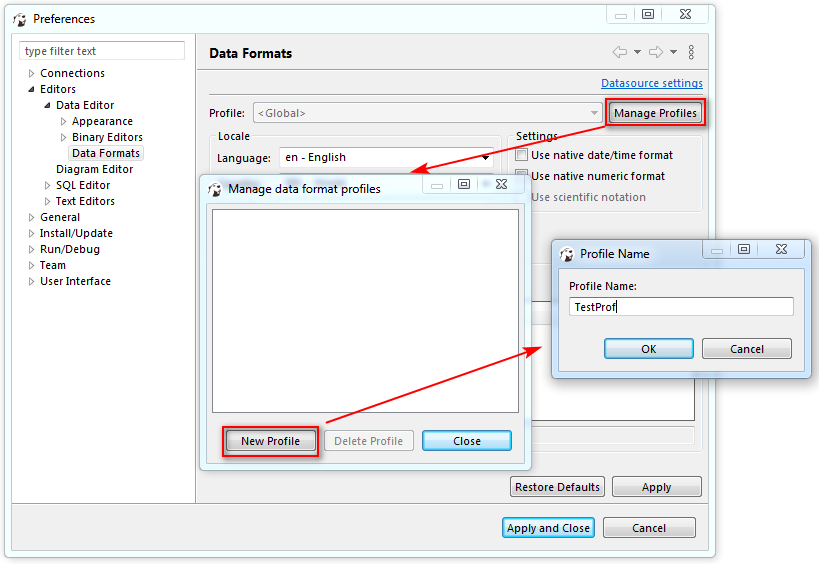 Preferences
type filter text
Connections
Editors
Data Editor
Appearance
Binary Editors
Data Formats
Diagram Editor
SQL Editor
Text Editors
General
Install/Update
Run/Debug
Team
User Interface
Data Formats
Datasource settings
Profile:
<Global>
Manage Profiles
Locale
Language:
en - English
Settings
Use native date/time format
Use native numeric format
Use scientific notation
Manage data format profiles
New Profile
Delete Profile
Close
Profile Name
Profile Name:
TestProf
OK
Cancel
Restore Defaults
Apply
Apply and Close
Cancel